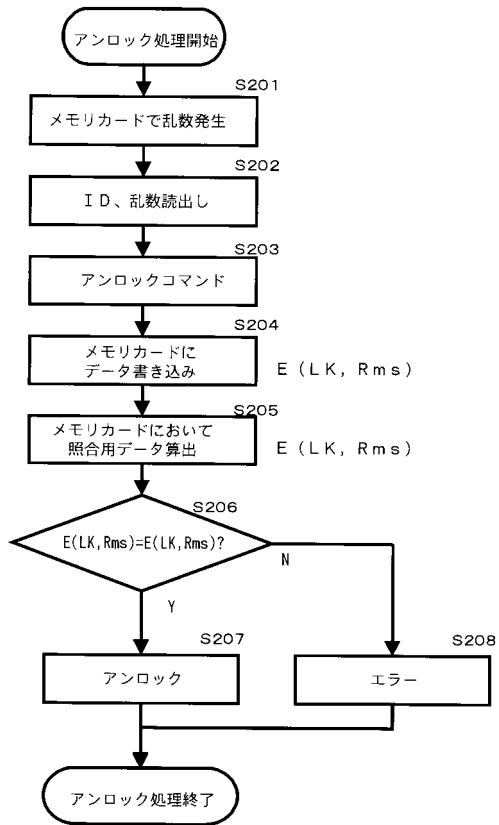 アンロック処理開始
S201
メモリカードで乱数発生
S202
ＩＤ、乱数読出し
S203
アンロックコマンド
S204
メモリカードに
データ書き込み
Ｅ（ＬＫ，Ｒｍｓ）
S205
メモリカードにおいて
照合用データ算出
Ｅ（ＬＫ，Ｒｍｓ）
S206
E(LK,Rms)=E(LK,Rms)?
N
Y
S207
アンロック
S208
エラー
アンロック処理終了